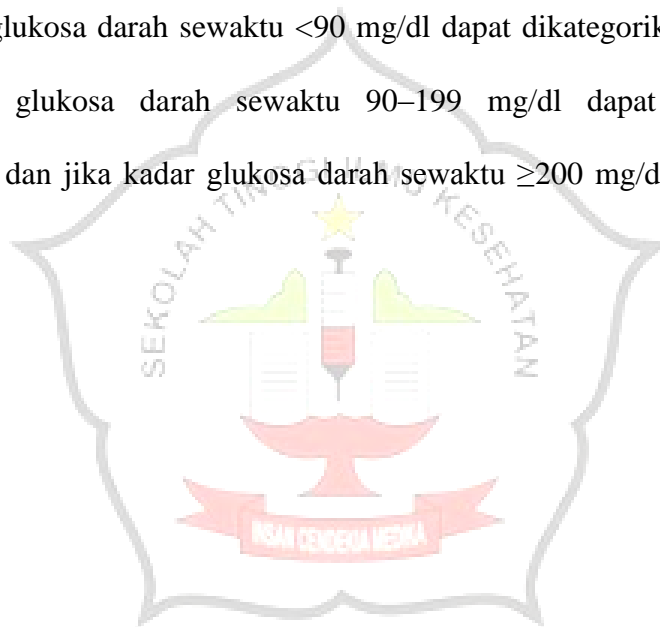 glukosa darah sewaktu <90 mg/dl dapat dikategorik
glukosa darah sewaktu 90–199 mg/dl dapat
dan jika kadar glukosa darah sewaktu ≥200 mg/d
SEKOLAH TINGGI ILMU KESEHATAN
INSAN CENDEKIA MEDIKA